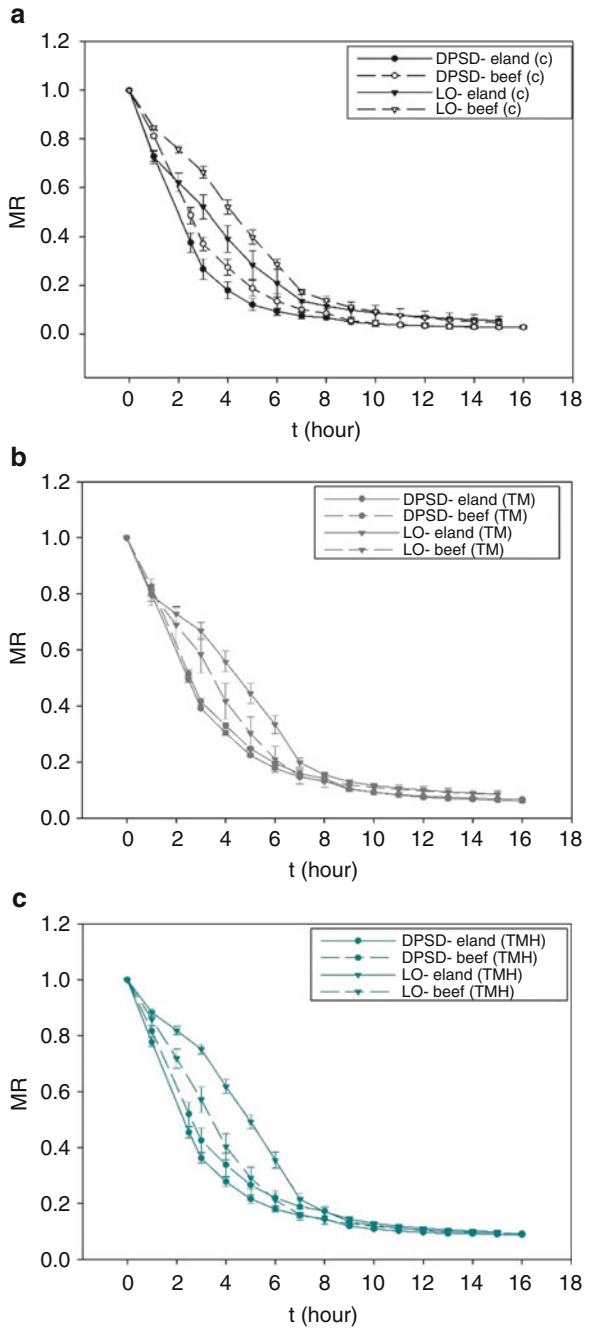 a
1.2
1.0
0.8
0.6
0.4
0.2
0.0
MR
DPSD- eland (c)
DPSD- beef (c)
LO- eland (c)
LO- beef (c)
0 2 4 6 8 10 12 14 16 18
t (hour)
b
1.2
1.0
0.8
0.6
0.4
0.2
0.0
MR
DPSD- eland (TM)
DPSD- beef (TM)
LO- eland (TM)
LO- beef (TM)
0 2 4 6 8 10 12 14 16 18
t (hour)
c
1.2
1.0
0.8
0.6
0.4
0.2
0.0
MR
DPSD- eland (TMH)
DPSD- beef (TMH)
LO- eland (TMH)
LO- beef (TMH)
0 2 4 6 8 10 12 14 16 18
t (hour)